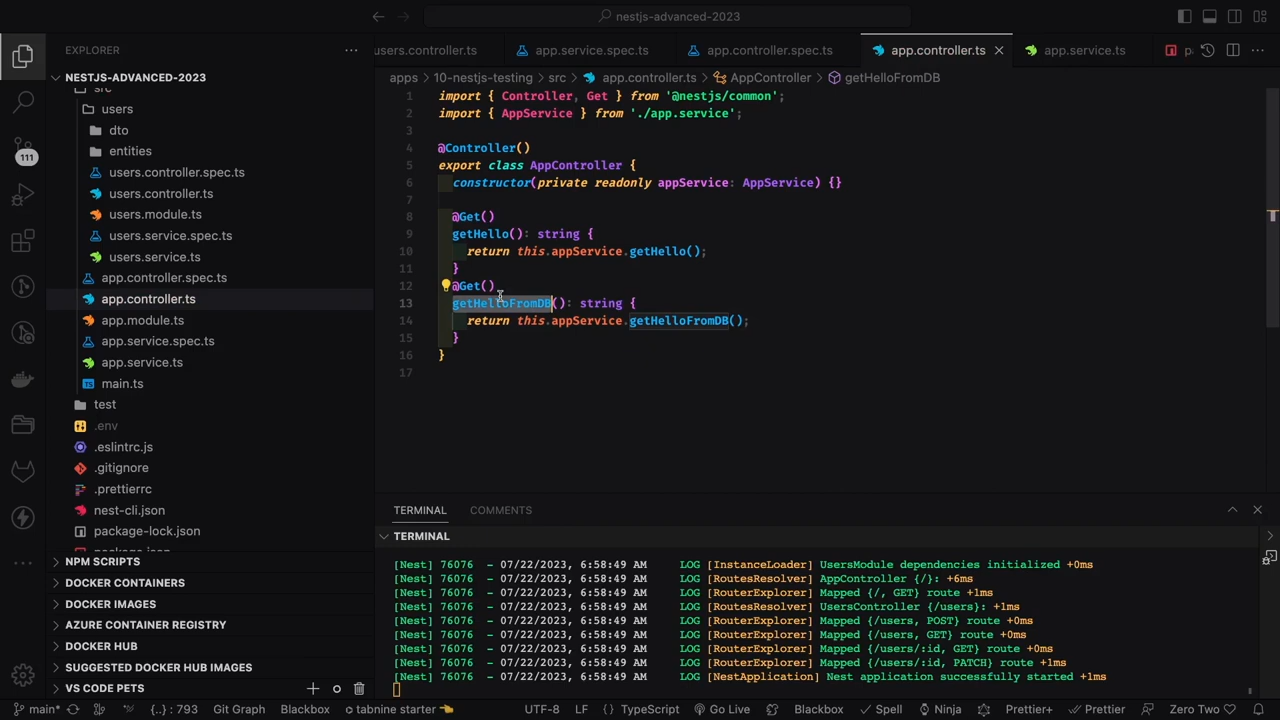 nestjs-advanced-2023
EXPLORER
users.controller.ts
app.service.spec.ts
app.controller.spec.ts
app.controller.ts
app.service.ts
apps
10-nestjs-testing
src
app.controller.ts
AppController
getHelloFromDB
NESTJS-ADVANCED-2023
src
users
dto
entities
users.controller.spec.ts
users.controller.ts
users.module.ts
users.service.spec.ts
users.service.ts
app.controller.spec.ts
app.controller.ts
app.module.ts
app.service.spec.ts
app.service.ts
main.ts
test
.env
.eslintrc.js
.gitignore
.prettierrc
nest-cli.json
package-lock.json
package.json
111
NPM SCRIPTS
DOCKER CONTAINERS
DOCKER IMAGES
AZURE CONTAINER REGISTRY
DOCKER HUB
SUGGESTED DOCKER HUB IMAGES
VS CODE PETS
1 import { Controller, Get } from '@nestjs/common';
2 import { AppService } from './app.service';
3
4 @Controller()
5 export class AppController {
6 constructor(private readonly appService: AppService) {}
7
8 @Get()
9 getHello(): string {
10 return this.appService.getHello();
11 }
12 @Get()
13 getHelloFromDB(): string {
14 return this.appService.getHelloFromDB();
15 }
16 }
17
TERMINAL
COMMENTS
TERMINAL
[Nest] 76076 - 07/22/2023, 6:58:49 AM LOG [InstanceLoader] UsersModule dependencies initialized +0ms
[Nest] 76076 - 07/22/2023, 6:58:49 AM LOG [RoutesResolver] AppController {/}: +6ms
[Nest] 76076 - 07/22/2023, 6:58:49 AM LOG [RouterExplorer] Mapped {/, GET} route +1ms
[Nest] 76076 - 07/22/2023, 6:58:49 AM LOG [RoutesResolver] UsersController {/users}: +1ms
[Nest] 76076 - 07/22/2023, 6:58:49 AM LOG [RouterExplorer] Mapped {/users, POST} route +0ms
[Nest] 76076 - 07/22/2023, 6:58:49 AM LOG [RouterExplorer] Mapped {/users, GET} route +0ms
[Nest] 76076 - 07/22/2023, 6:58:49 AM LOG [RouterExplorer] Mapped {/users/:id, GET} route +0ms
[Nest] 76076 - 07/22/2023, 6:58:49 AM LOG [RouterExplorer] Mapped {/users/:id, PATCH} route +1ms
[Nest] 76076 - 07/22/2023, 6:58:49 AM LOG [NestApplication] Nest application successfully started +1ms
main*
{..} : 793
Git Graph
Blackbox
tabnine starter
UTF-8
LF
{} TypeScript
Go Live
Blackbox
Spell
Ninja
Prettier+
Prettier
Zero Two